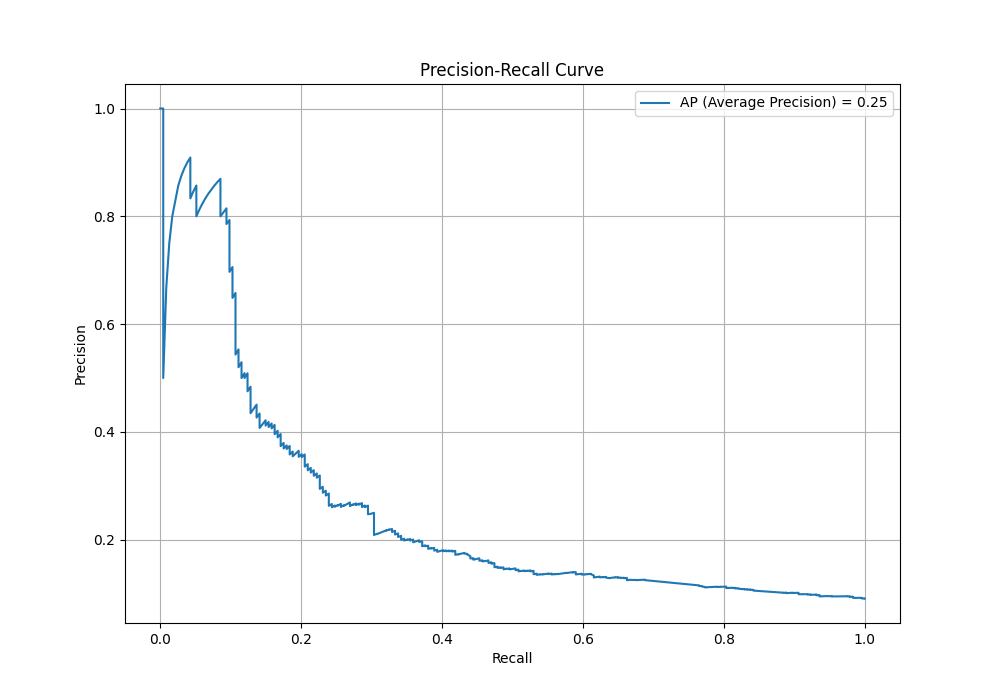 Precision-Recall Curve
AP (Average Precision) = 0.25
1.0
0.8
0.6
0.4
0.2
Precision
0.0 0.2 0.4 0.6 0.8 1.0
Recall